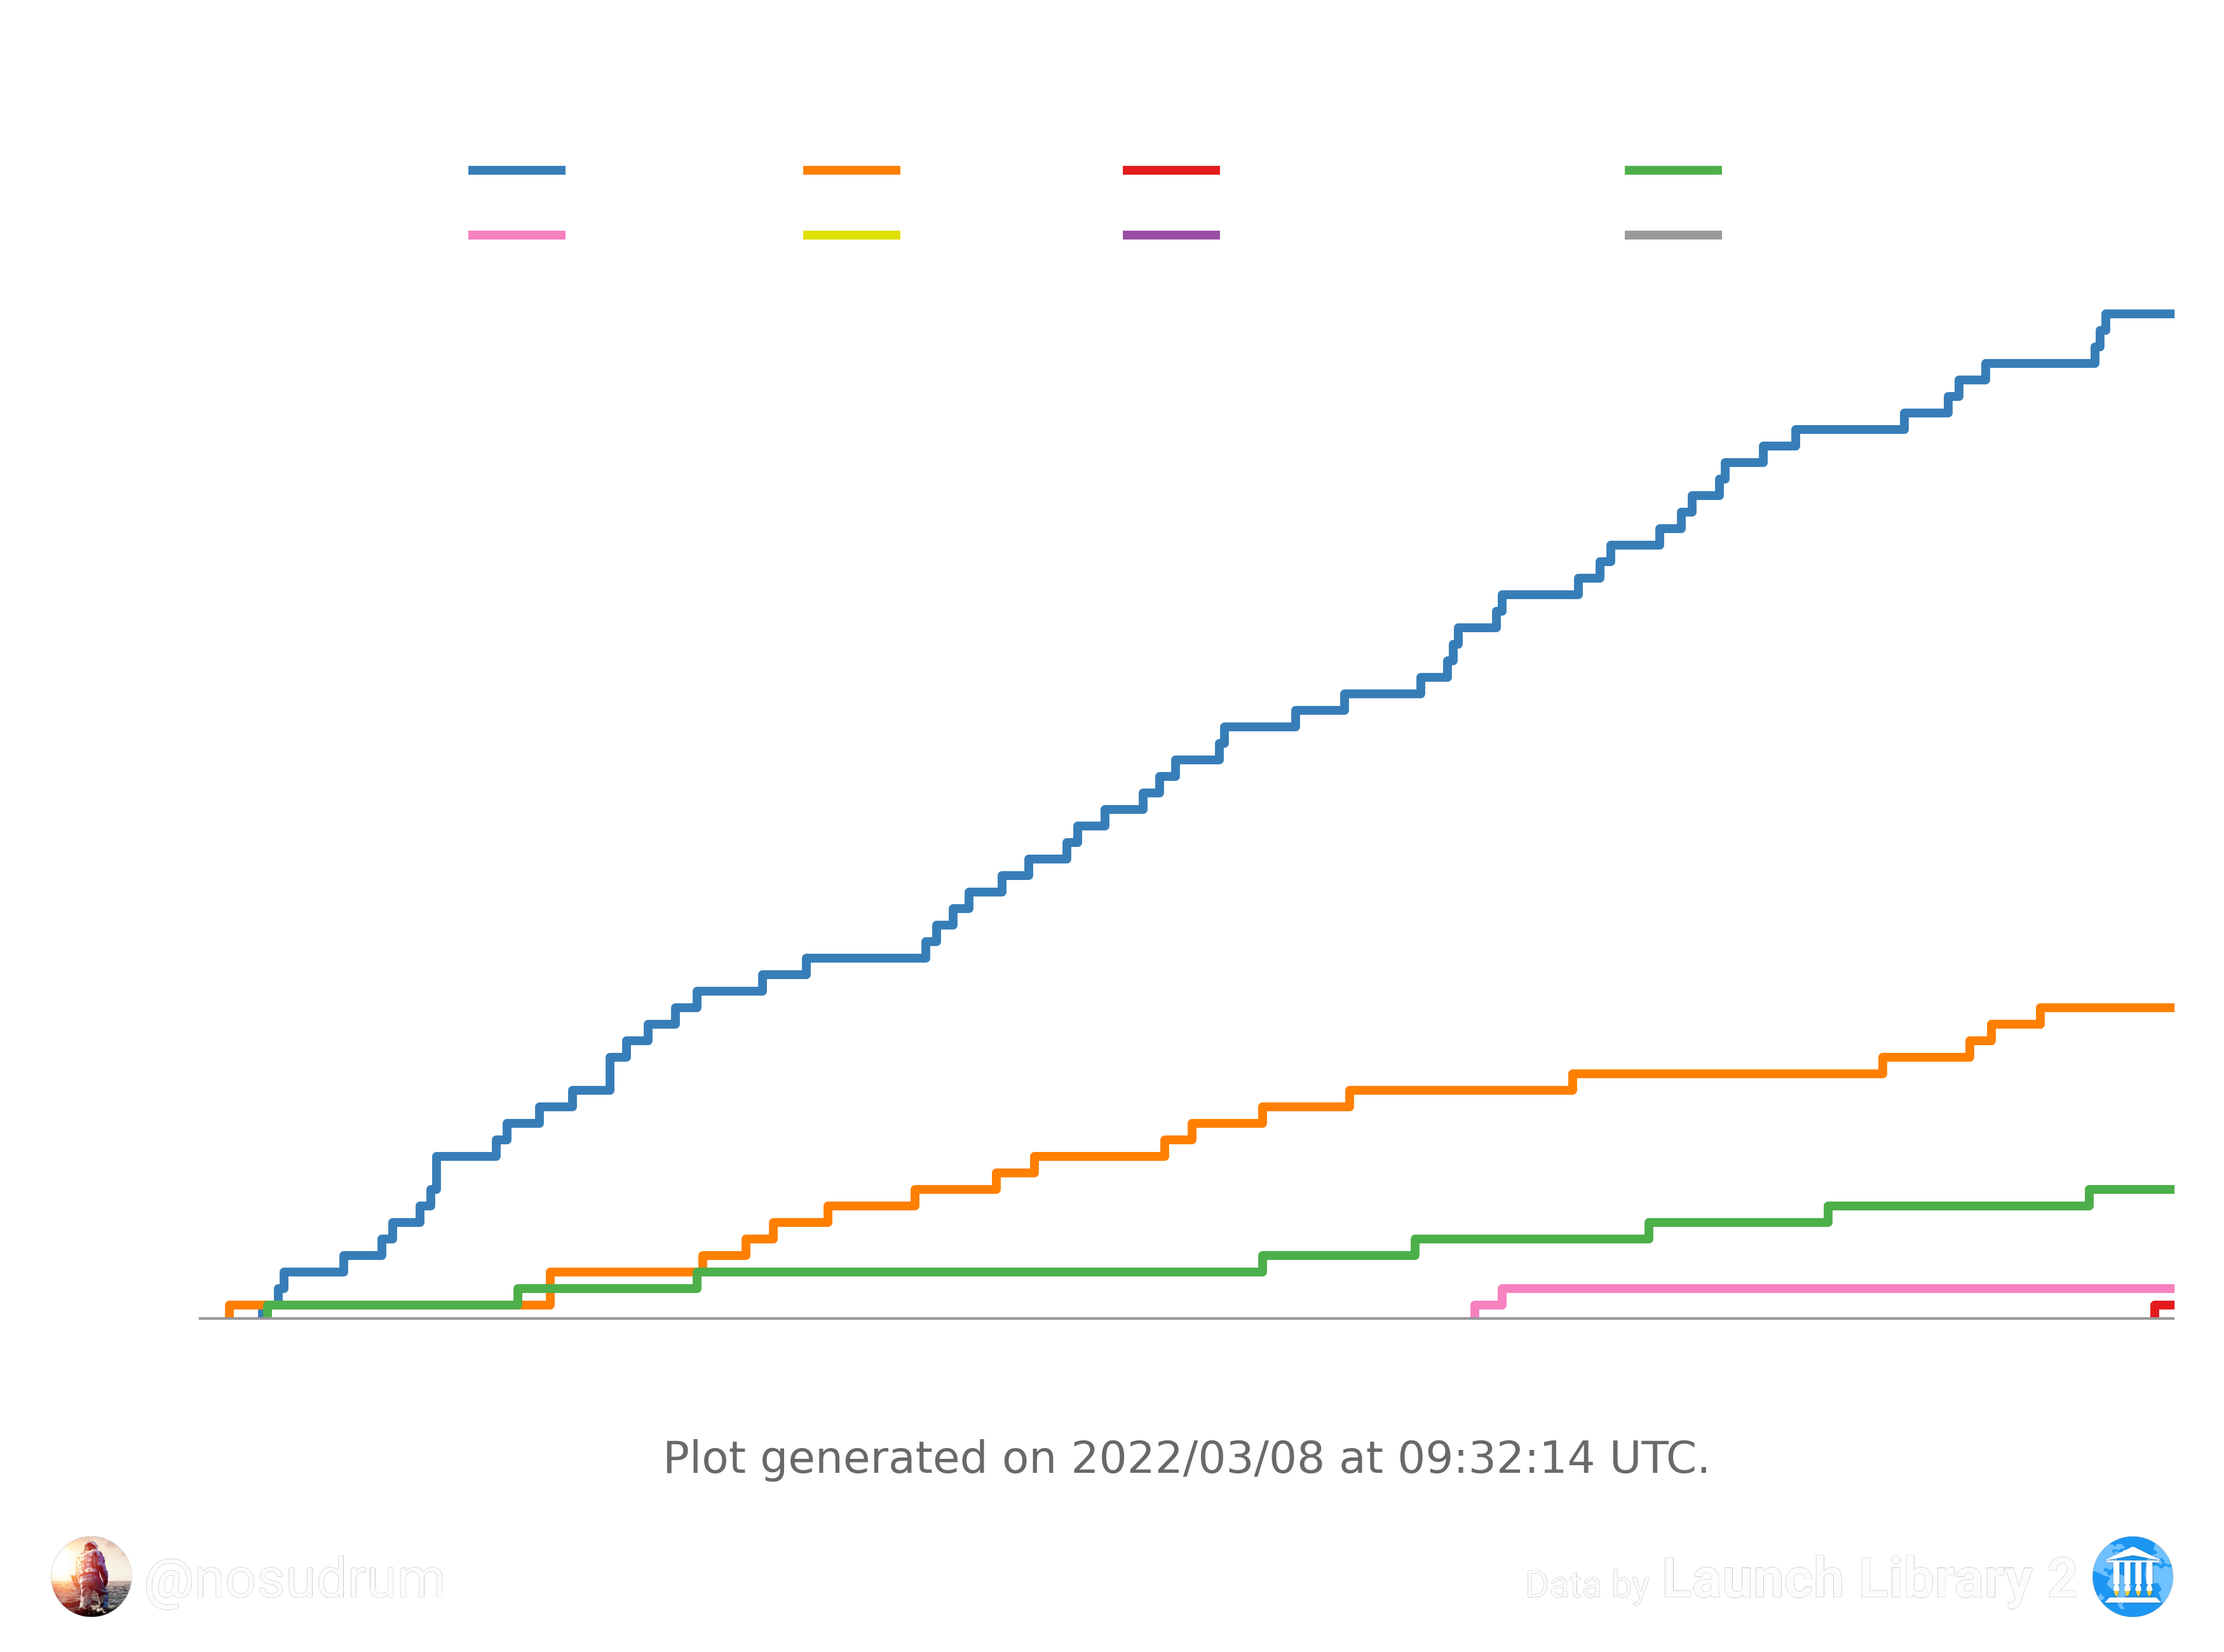 Plot generated on 2022/03/08 at 09:32:14 UTC.
@nosudrum
Data by Launch Library 2